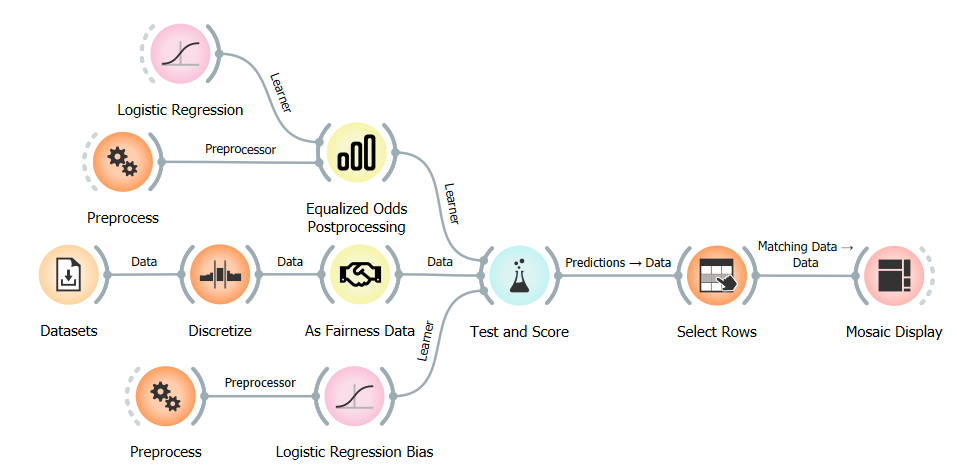 Learner
Logistic Regression
Preprocessor
Preprocess
Equalized Odds
Postprocessing
Learner
Data
Data
Data
Predictions → Data
Matching Data →
Data
Datasets
Discretize
As Fairness Data
Test and Score
Select Rows
Mosaic Display
Learner
Preprocessor
Preprocess
Logistic Regression Bias